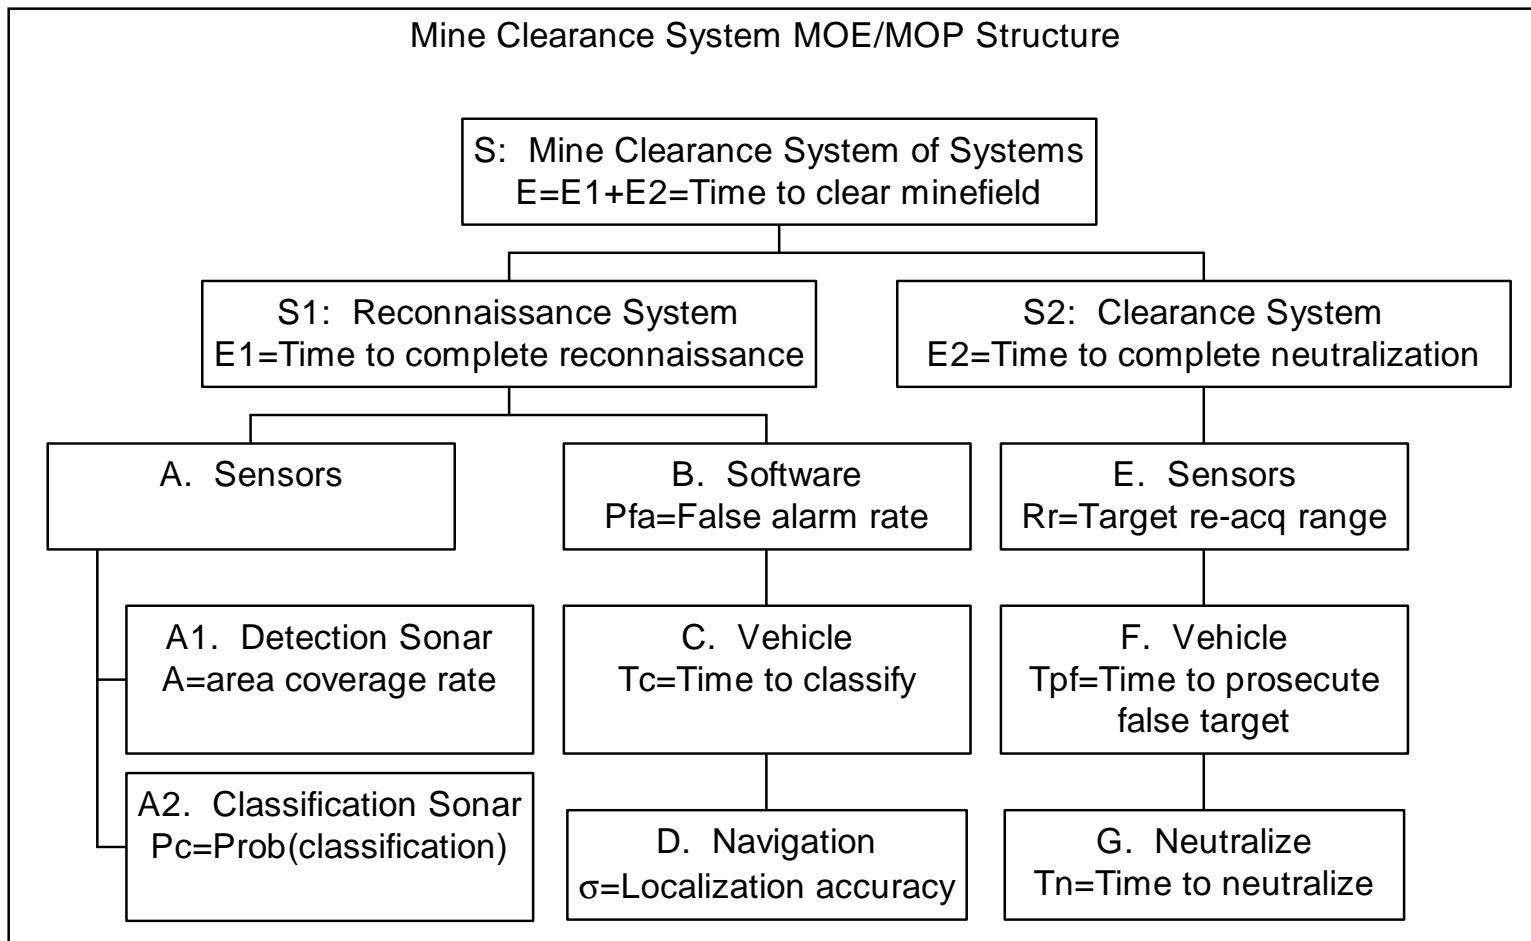 Mine Clearance System MOE/MOP Structure
S: Mine Clearance System of Systems
E=E1+E2=Time to clear minefield
S1: Reconnaissance System
E1=Time to complete reconnaissance
S2: Clearance System
E2=Time to complete neutralization
A. Sensors
B. Software
Pfa=False alarm rate
E. Sensors
Rr=Target re-acq range
A1. Detection Sonar
A=area coverage rate
C. Vehicle
Tc=Time to classify
F. Vehicle
Tpf=Time to prosecute
false target
A2. Classification Sonar
Pc=Prob(classification)
D. Navigation
σ=Localization accuracy
G. Neutralize
Tn=Time to neutralize